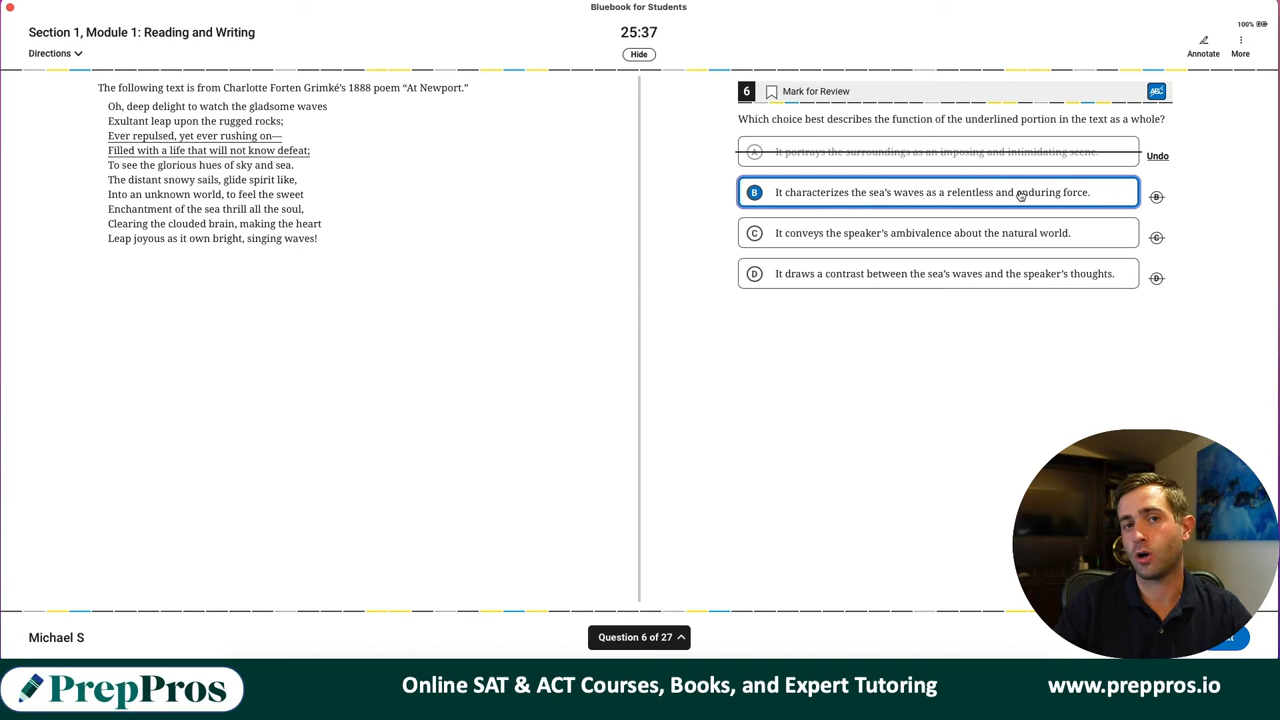 Bluebook for Students
Section 1, Module 1: Reading and Writing
25:37
100%
Directions
Hide
Annotate
More
The following text is from Charlotte Forten Grimké's 1888 poem “At Newport.”
Oh, deep delight to watch the gladsome waves
Exultant leap upon the rugged rocks;
Ever repulsed, yet ever rushing on—
Filled with a life that will not know defeat;
To see the glorious hues of sky and sea.
The distant snowy sails, glide spirit like,
Into an unknown world, to feel the sweet
Enchantment of the sea thrill all the soul,
Clearing the clouded brain, making the heart
Leap joyous as it own bright, singing waves!
6 Mark for Review ABC
Which choice best describes the function of the underlined portion in the text as a whole?
A It portrays the surroundings as an imposing and intimidating scene. Undo
B It characterizes the sea's waves as a relentless and enduring force. B
C It conveys the speaker's ambivalence about the natural world. C
D It draws a contrast between the sea's waves and the speaker's thoughts. D
Michael S
Question 6 of 27
PrepPros
Online SAT & ACT Courses, Books, and Expert Tutoring
www.preppros.io